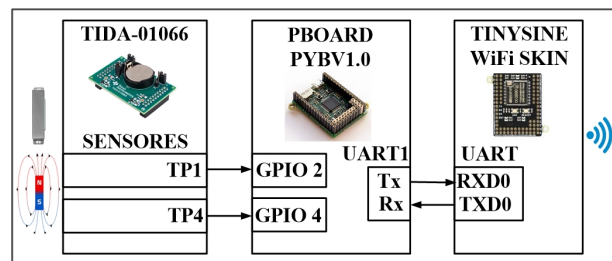 TIDA-01066
SENSORES
TP1
TP4
PBOARD
PYBV1.0
GPIO 2
GPIO 4
UART1
Tx
Rx
TINYSINE
WiFi SKIN
UART
RXD0
TXD0
N
S